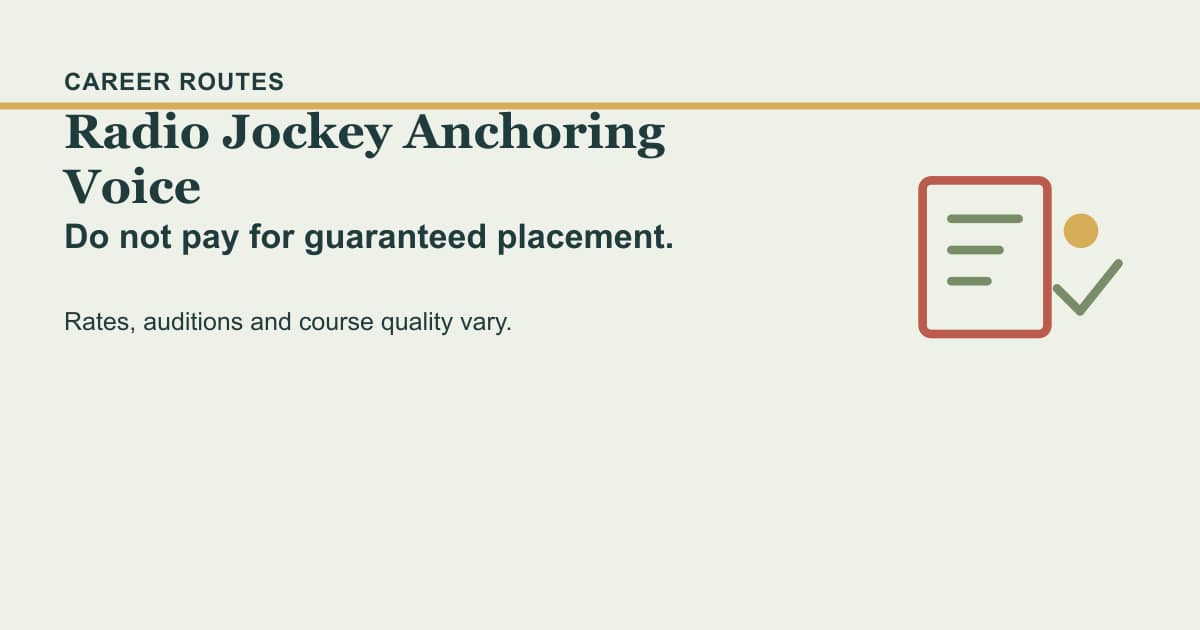 CAREER ROUTES
Radio Jockey Anchoring
Voice
Do not pay for guaranteed placement.
Rates, auditions and course quality vary.